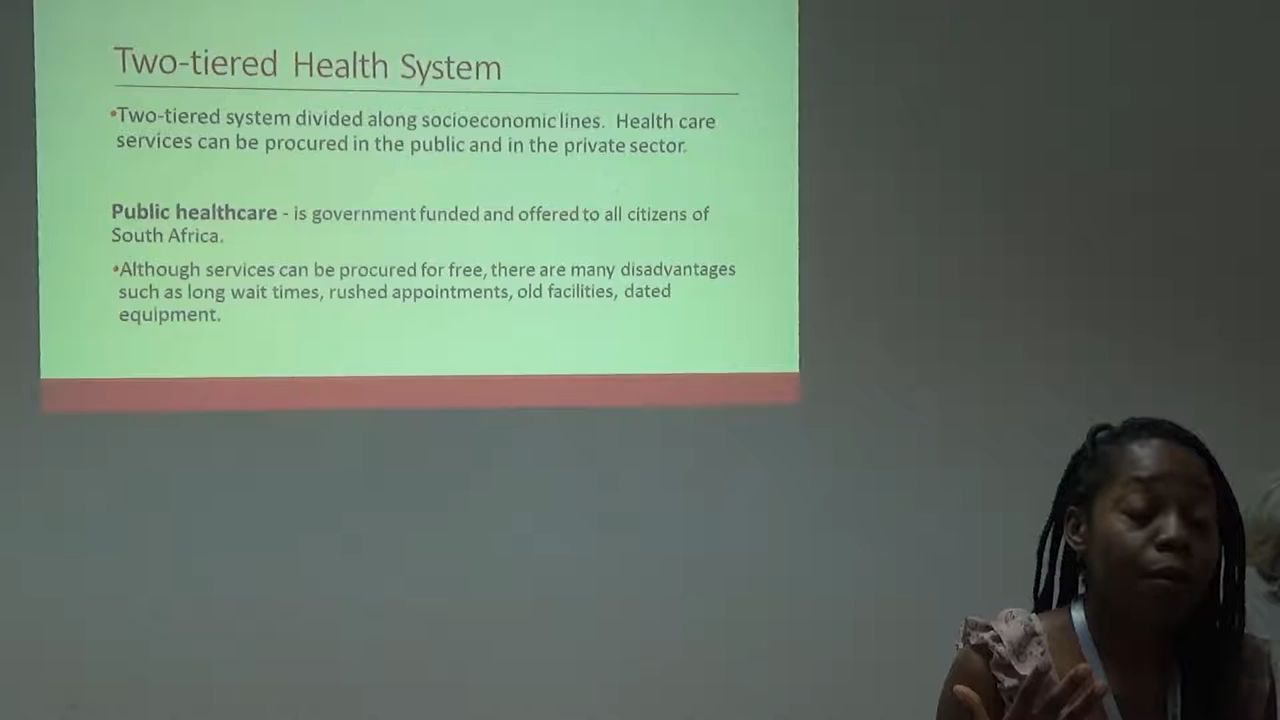 Two-tiered Health System
•Two-tiered system divided along socioeconomic lines. Health care
services can be procured in the public and in the private sector.
Public healthcare - is government funded and offered to all citizens of
South Africa.
•Although services can be procured for free, there are many disadvantages
such as long wait times, rushed appointments, old facilities, dated
equipment.